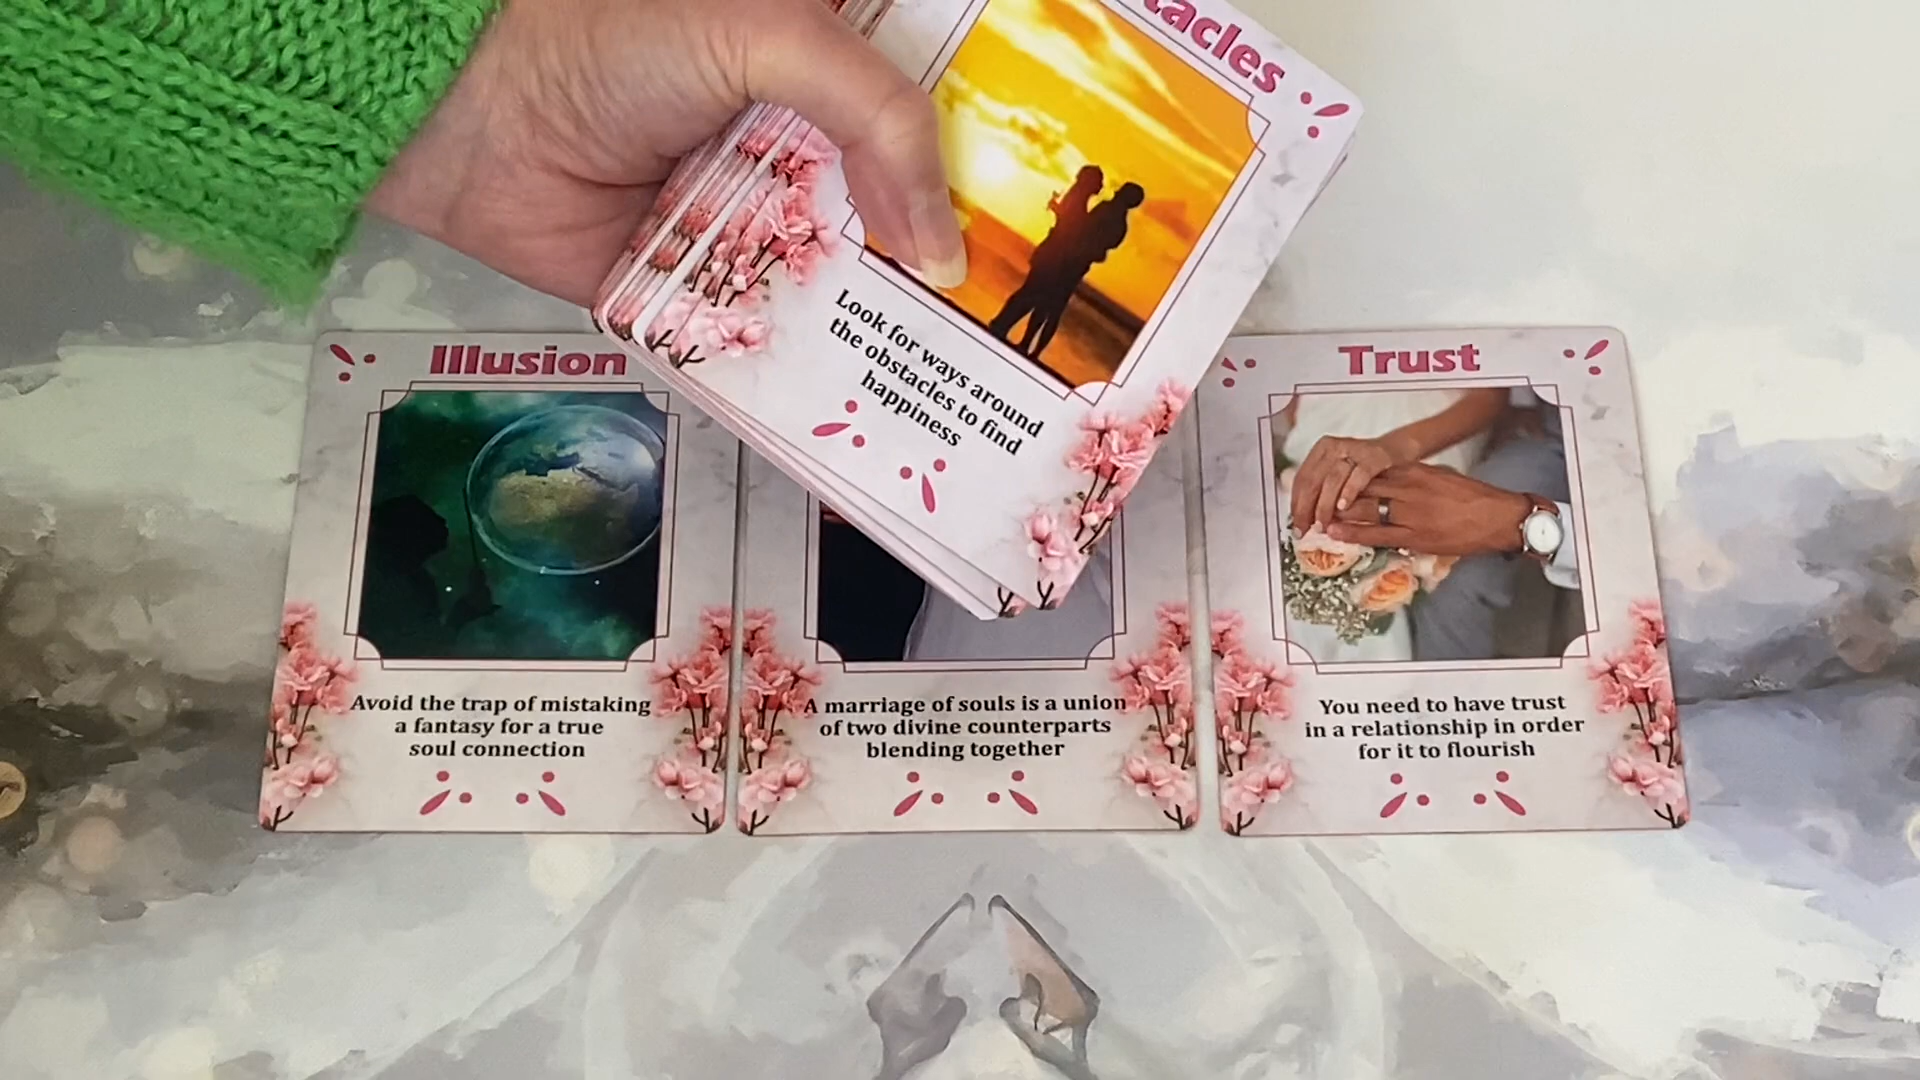 Look for ways around
the obstacles to find
happiness
Illusion
Avoid the trap of mistaking
a fantasy for a true
soul connection
A marriage of souls is a union
of two divine counterparts
blending together
Trust
You need to have trust
in a relationship in order
for it to flourish